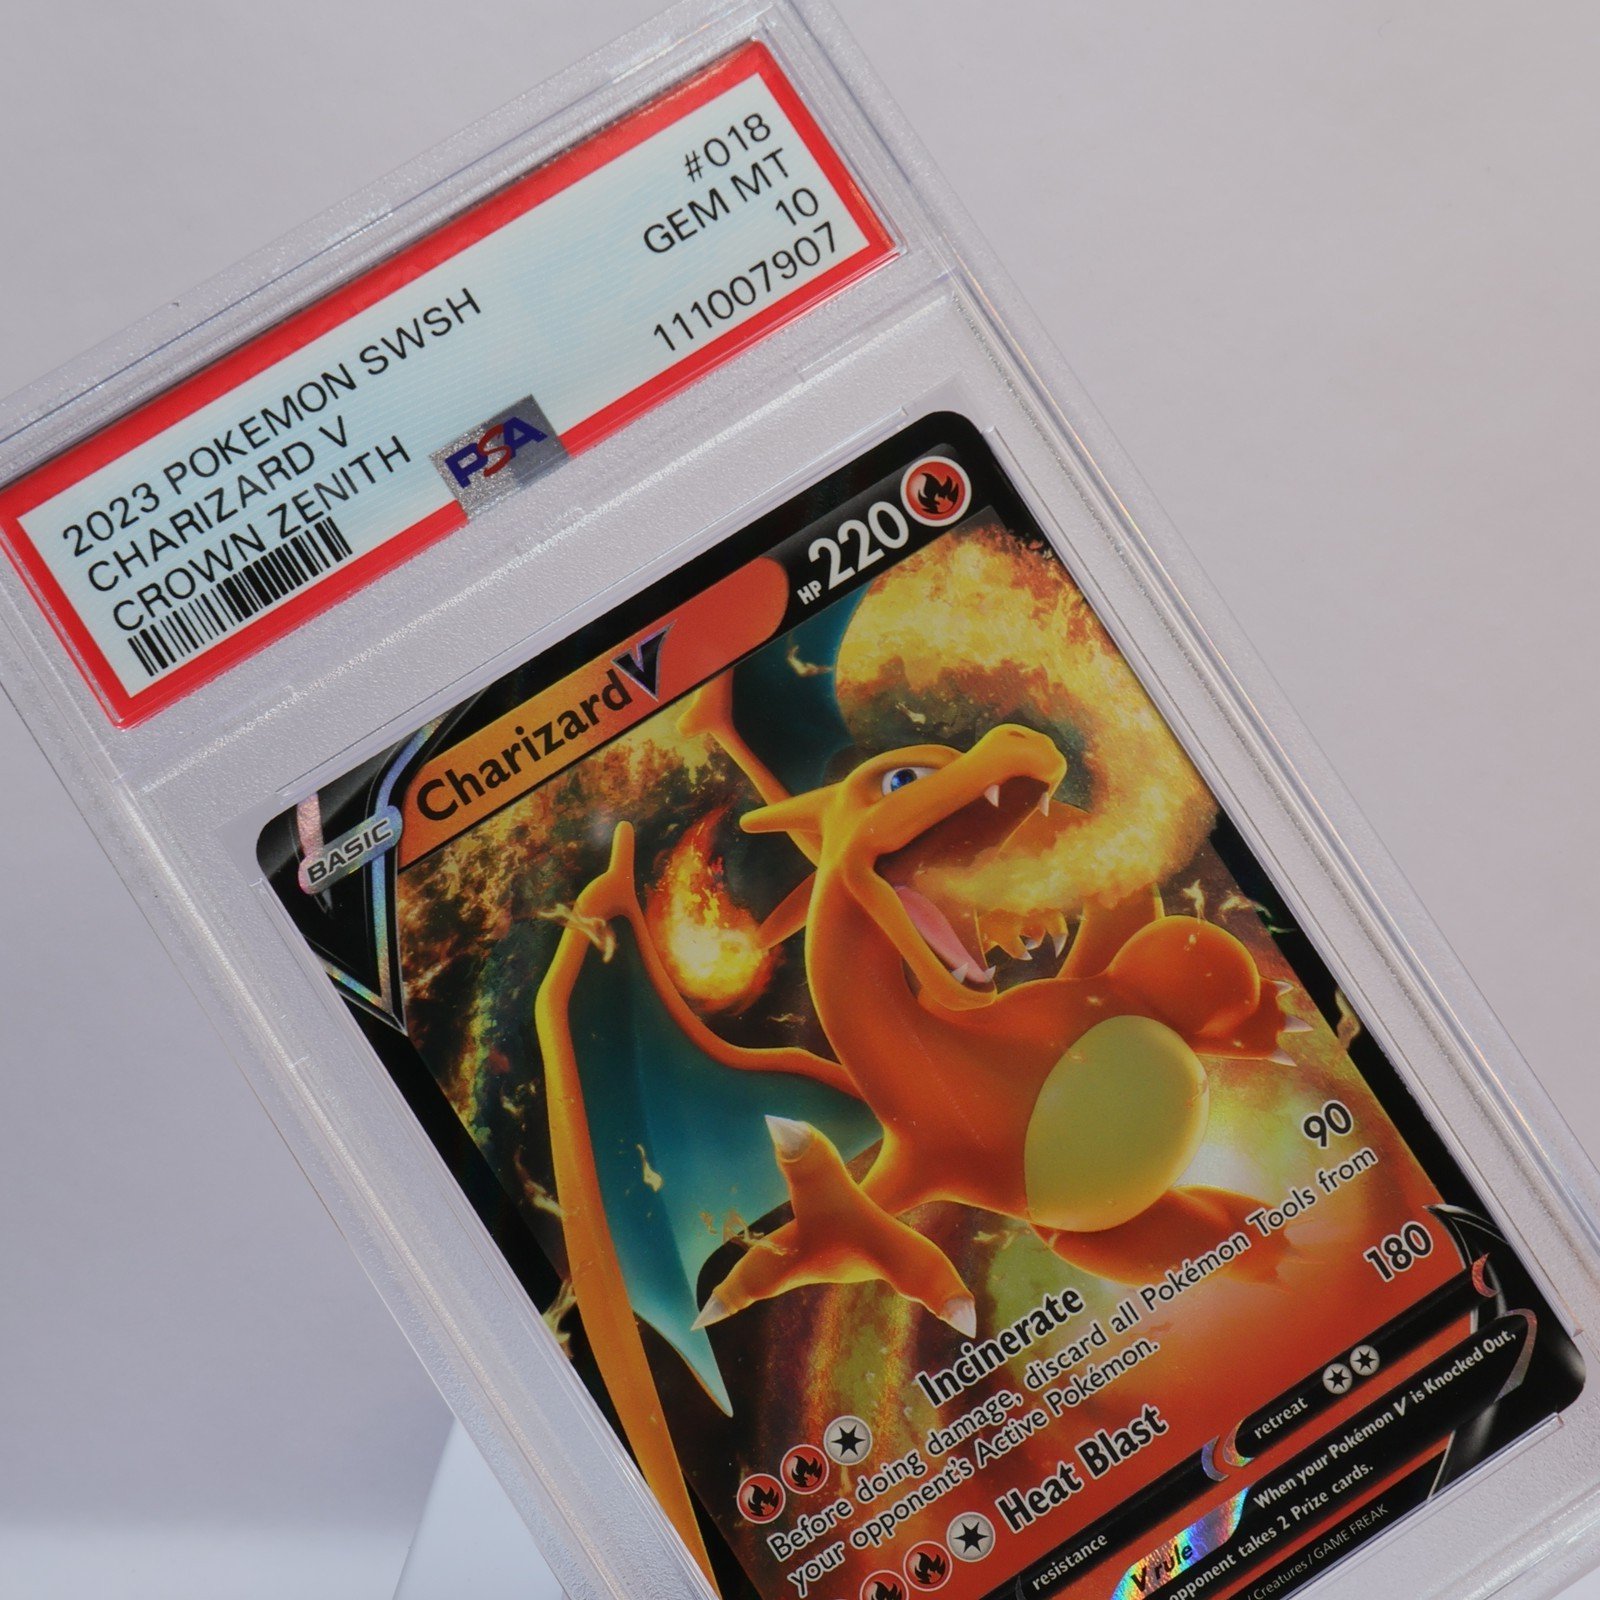 2023 POKEMON SWSH
CHARIZARD V
CROWN ZENITH
#018
GEM MT
10
111007907
PSA
BASIC
Charizard V
HP 220
Incinerate
90
Before doing damage, discard all Pokémon Tools from
your opponent's Active Pokémon.
Heat Blast
180
resistance
retreat
V rule
When your Pokémon V is Knocked Out,
opponent takes 2 Prize cards.
/ Creatures / GAME FREAK